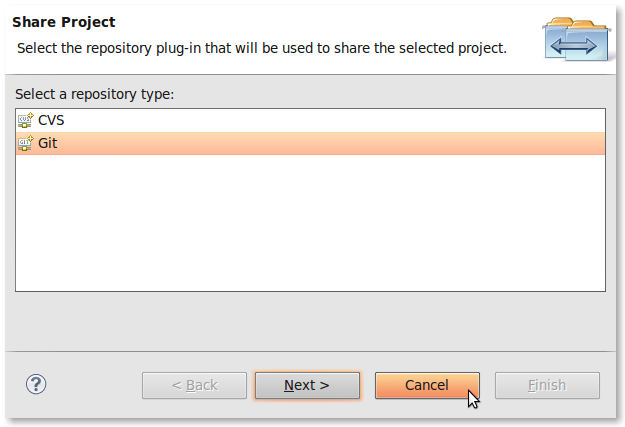 Share Project
Select the repository plug-in that will be used to share the selected project.
Select a repository type:
CVS
Git
?
< Back
Next >
Cancel
Finish